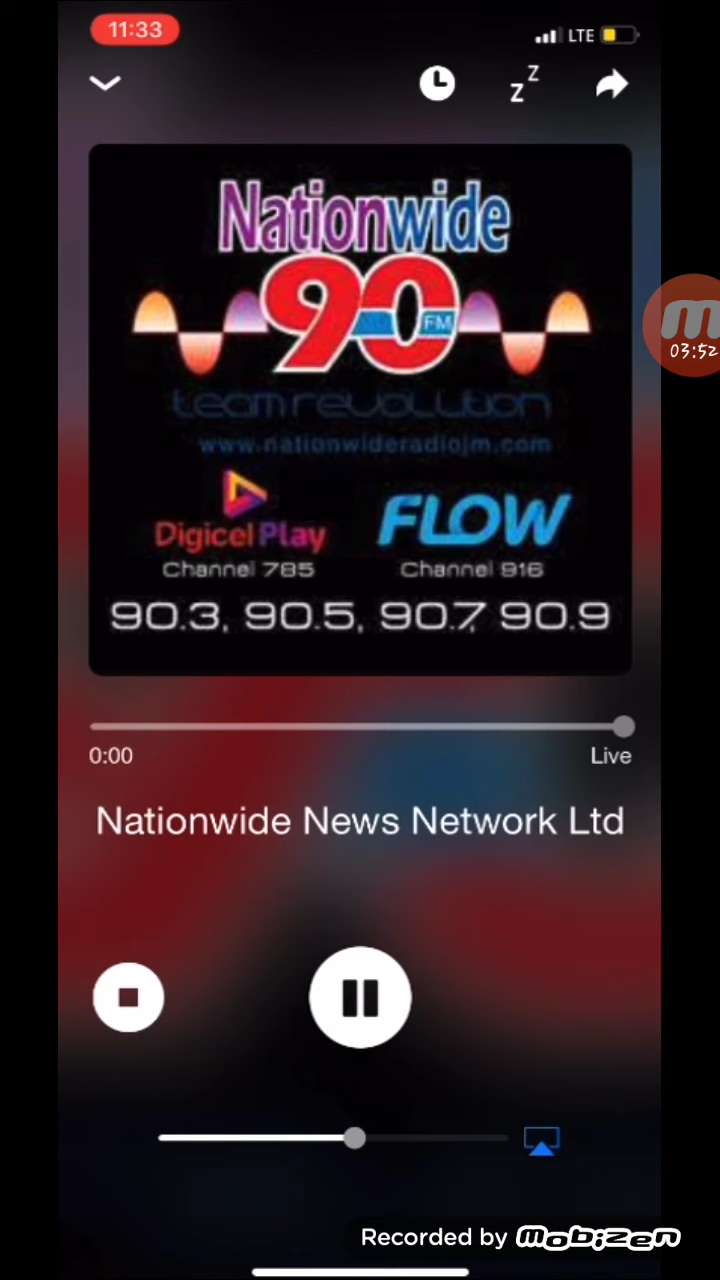 11:33
LTE
z z
Nationwide
90 FM
team revolution
www.nationwideradiojm.com
Digicel Play
FLOW
Channel 785
Channel 916
90.3, 90.5, 90.7, 90.9
03:52
0:00
Live
Nationwide News Network Ltd
Recorded by mobizen